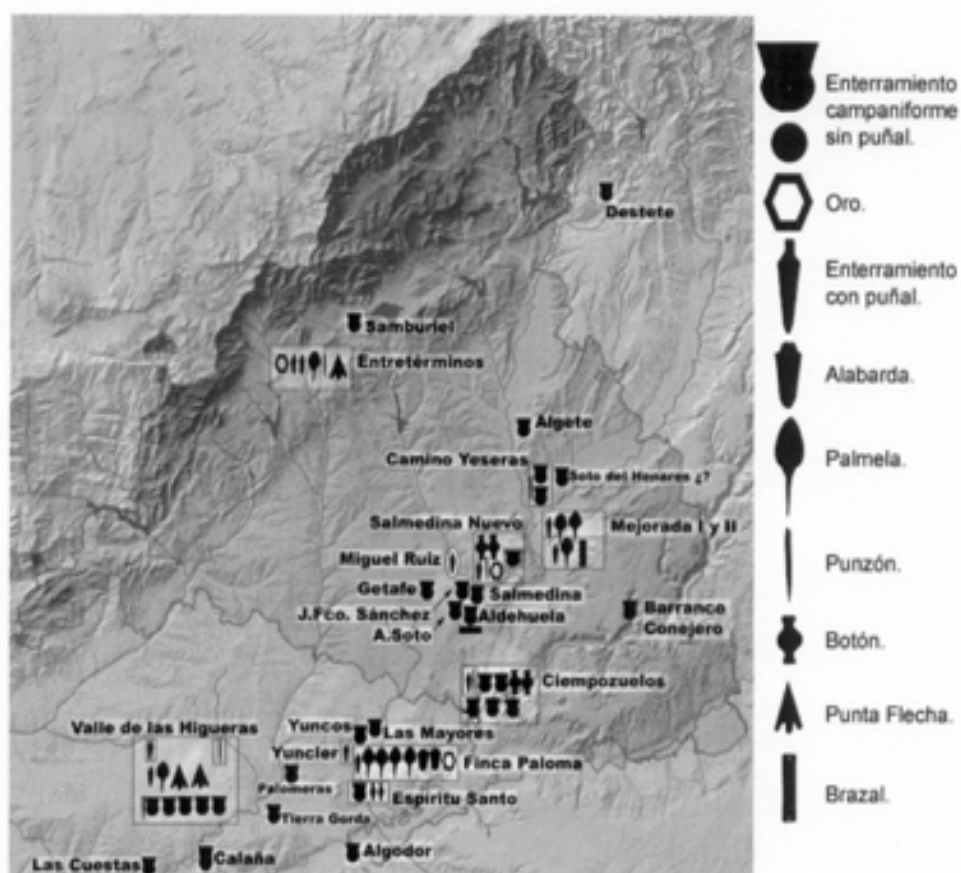 Destete
Samburiel
Entretérminos
Algete
Camino Yeseras
Soto del Henares ¿?
Salmedina Nuevo
Mejorada I y II
Miguel Ruiz
Getafe
Salmedina
J.Fco. Sánchez
Aldehuela
A.Soto
Barranco
Conejero
Ciempozuelos
Valle de las Higueras
Yuncos
Las Mayores
Yuncler
Finca Paloma
Palomeras
Espíritu Santo
Tierra Gorda
Las Cuestas
Calaña
Algodor
Enterramiento
campaniforme
sin puñal.
Oro.
Enterramiento
con puñal.
Alabarda.
Palmela.
Punzón.
Botón.
Punta Flecha.
Brazal.